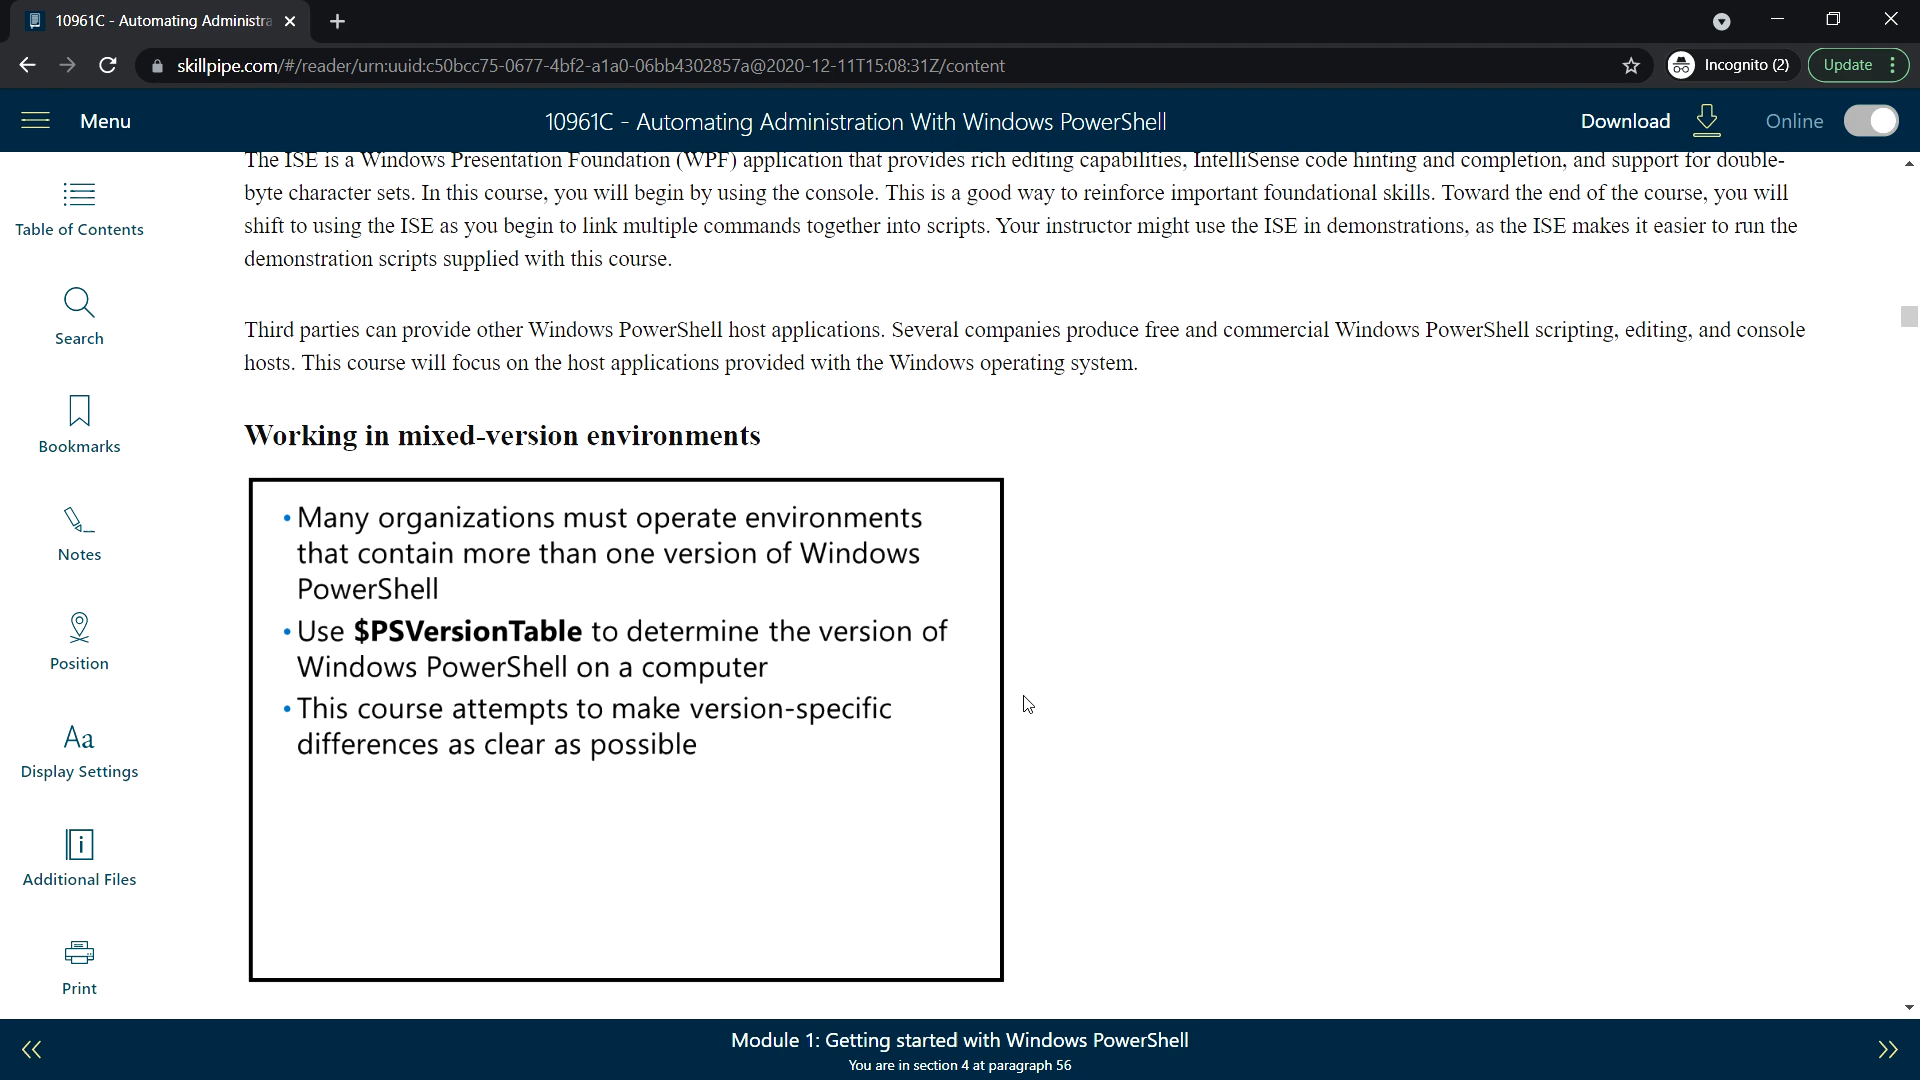 10961C - Automating Administra
skillpipe.com/#/reader/urn:uuid:c50bcc75-0677-4bf2-a1a0-06bb4302857a@2020-12-11T15:08:31Z/content
Incognito (2)
Update
Menu
10961C - Automating Administration With Windows PowerShell
Download
Online
Table of Contents
Search
Bookmarks
Notes
Position
Aa
Display Settings
Additional Files
Print
The ISE is a Windows Presentation Foundation (WPF) application that provides rich editing capabilities, IntelliSense code hinting and completion, and support for double-
byte character sets. In this course, you will begin by using the console. This is a good way to reinforce important foundational skills. Toward the end of the course, you will
shift to using the ISE as you begin to link multiple commands together into scripts. Your instructor might use the ISE in demonstrations, as the ISE makes it easier to run the
demonstration scripts supplied with this course.
Third parties can provide other Windows PowerShell host applications. Several companies produce free and commercial Windows PowerShell scripting, editing, and console
hosts. This course will focus on the host applications provided with the Windows operating system.
Working in mixed-version environments
• Many organizations must operate environments
that contain more than one version of Windows
PowerShell
• Use $PSVersionTable to determine the version of
Windows PowerShell on a computer
• This course attempts to make version-specific
differences as clear as possible
Module 1: Getting started with Windows PowerShell
You are in section 4 at paragraph 56